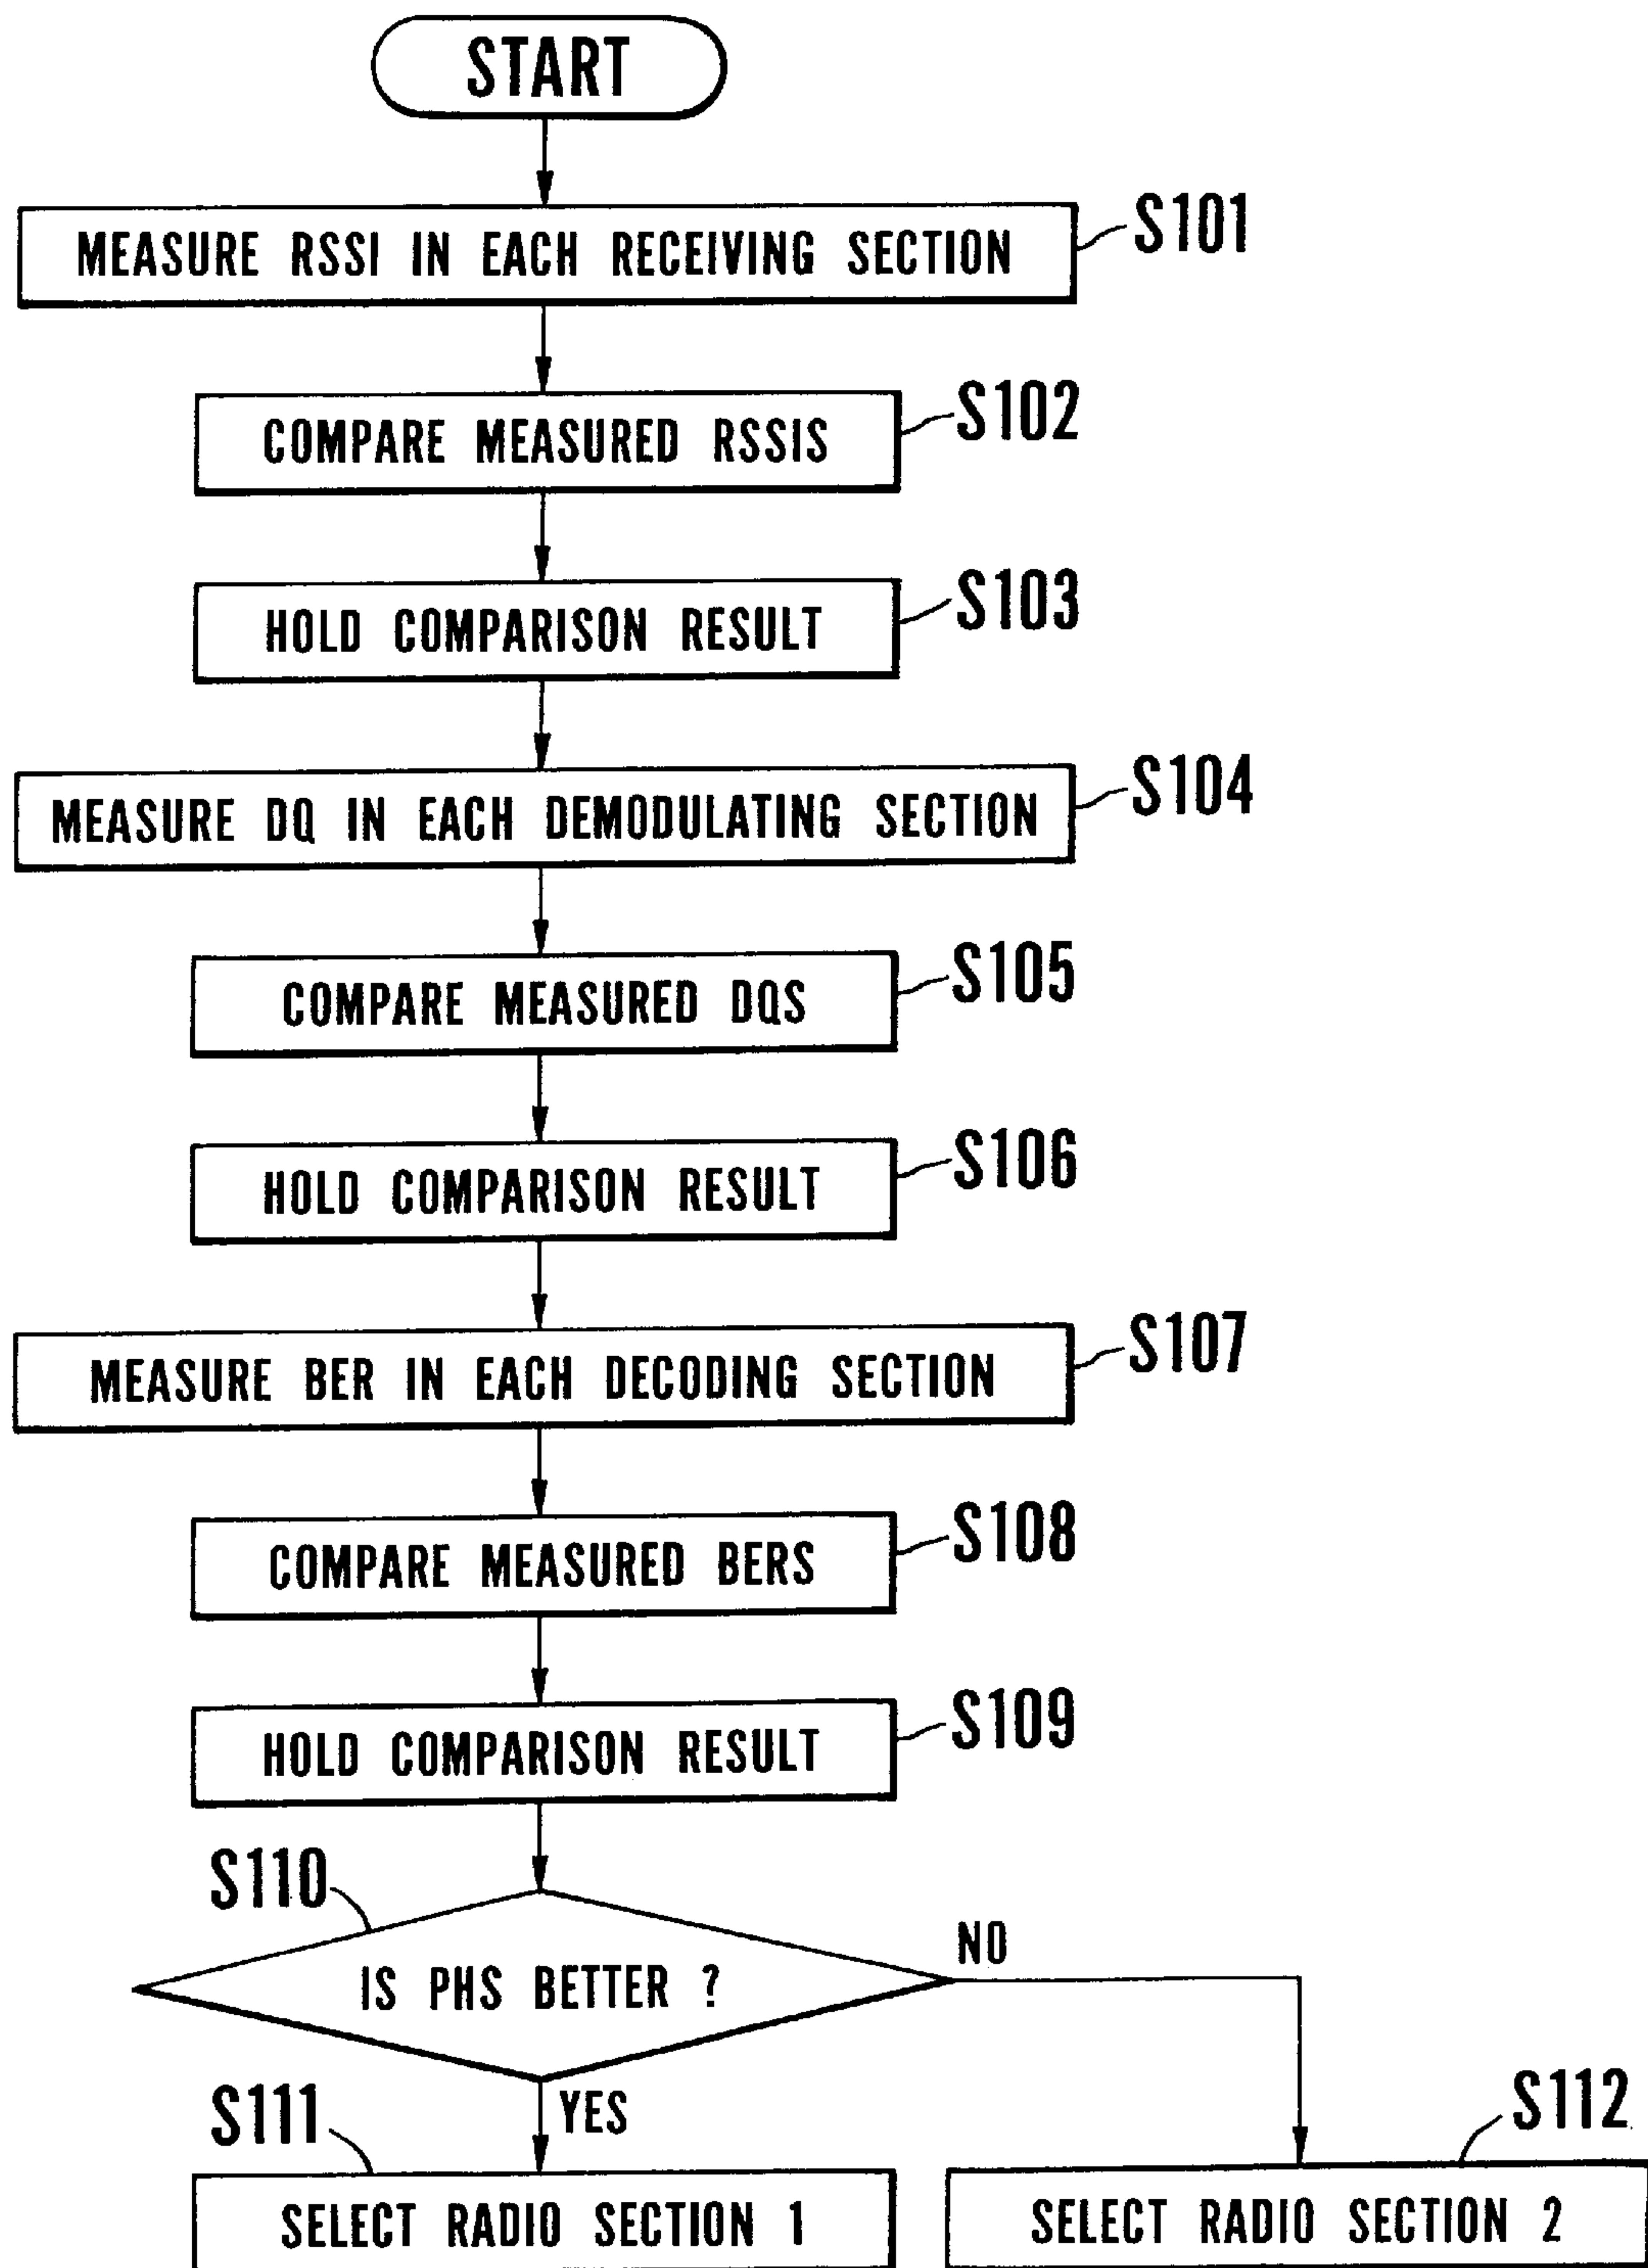 START
MEASURE RSSI IN EACH RECEIVING SECTION
S101
COMPARE MEASURED RSSIS
S102
HOLD COMPARISON RESULT
S103
MEASURE DQ IN EACH DEMODULATING SECTION
S104
COMPARE MEASURED DQS
S105
HOLD COMPARISON RESULT
S106
MEASURE BER IN EACH DECODING SECTION
S107
COMPARE MEASURED BERS
S108
HOLD COMPARISON RESULT
S109
S110
IS PHS BETTER ?
NO
YES
S111
SELECT RADIO SECTION 1
S112
SELECT RADIO SECTION 2